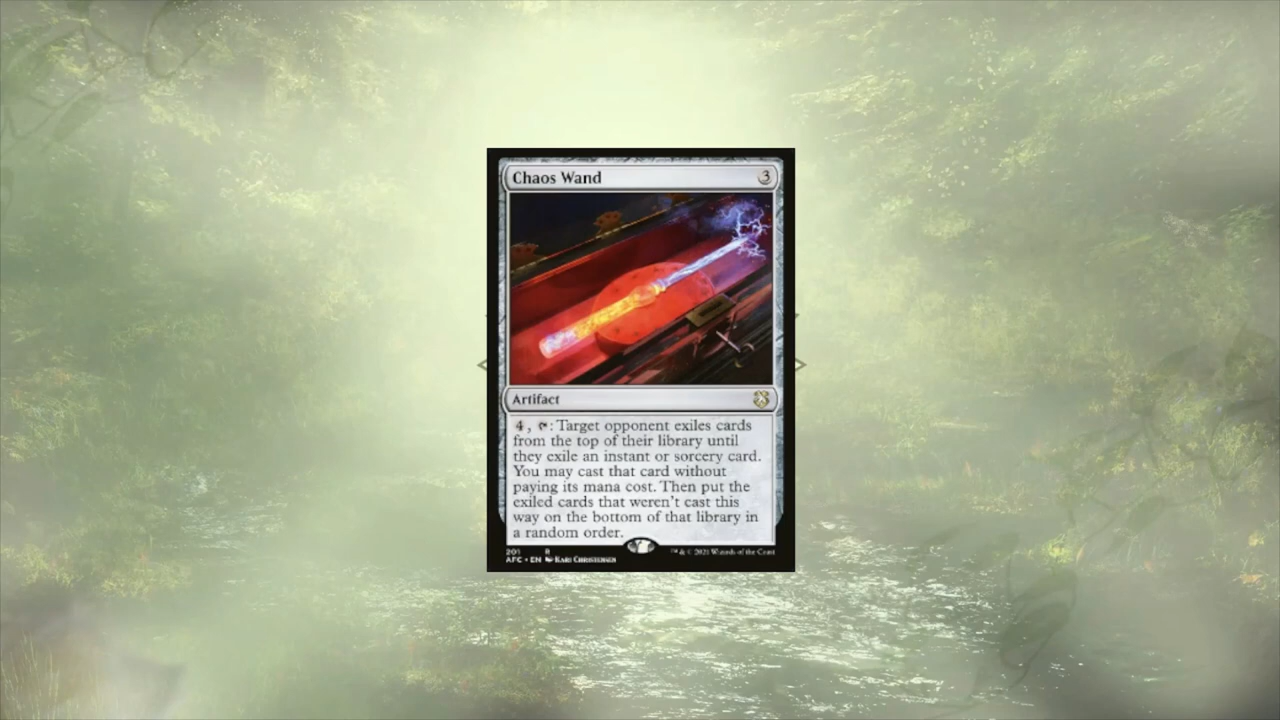 Chaos Wand 3
Artifact
4, T: Target opponent exiles cards
from the top of their library until
they exile an instant or sorcery card.
You may cast that card without
paying its mana cost. Then put the
exiled cards that weren't cast this
way on the bottom of that library in
a random order.
201 R
AFC • EN Kari Christensen
™ & © 2021 Wizards of the Coast